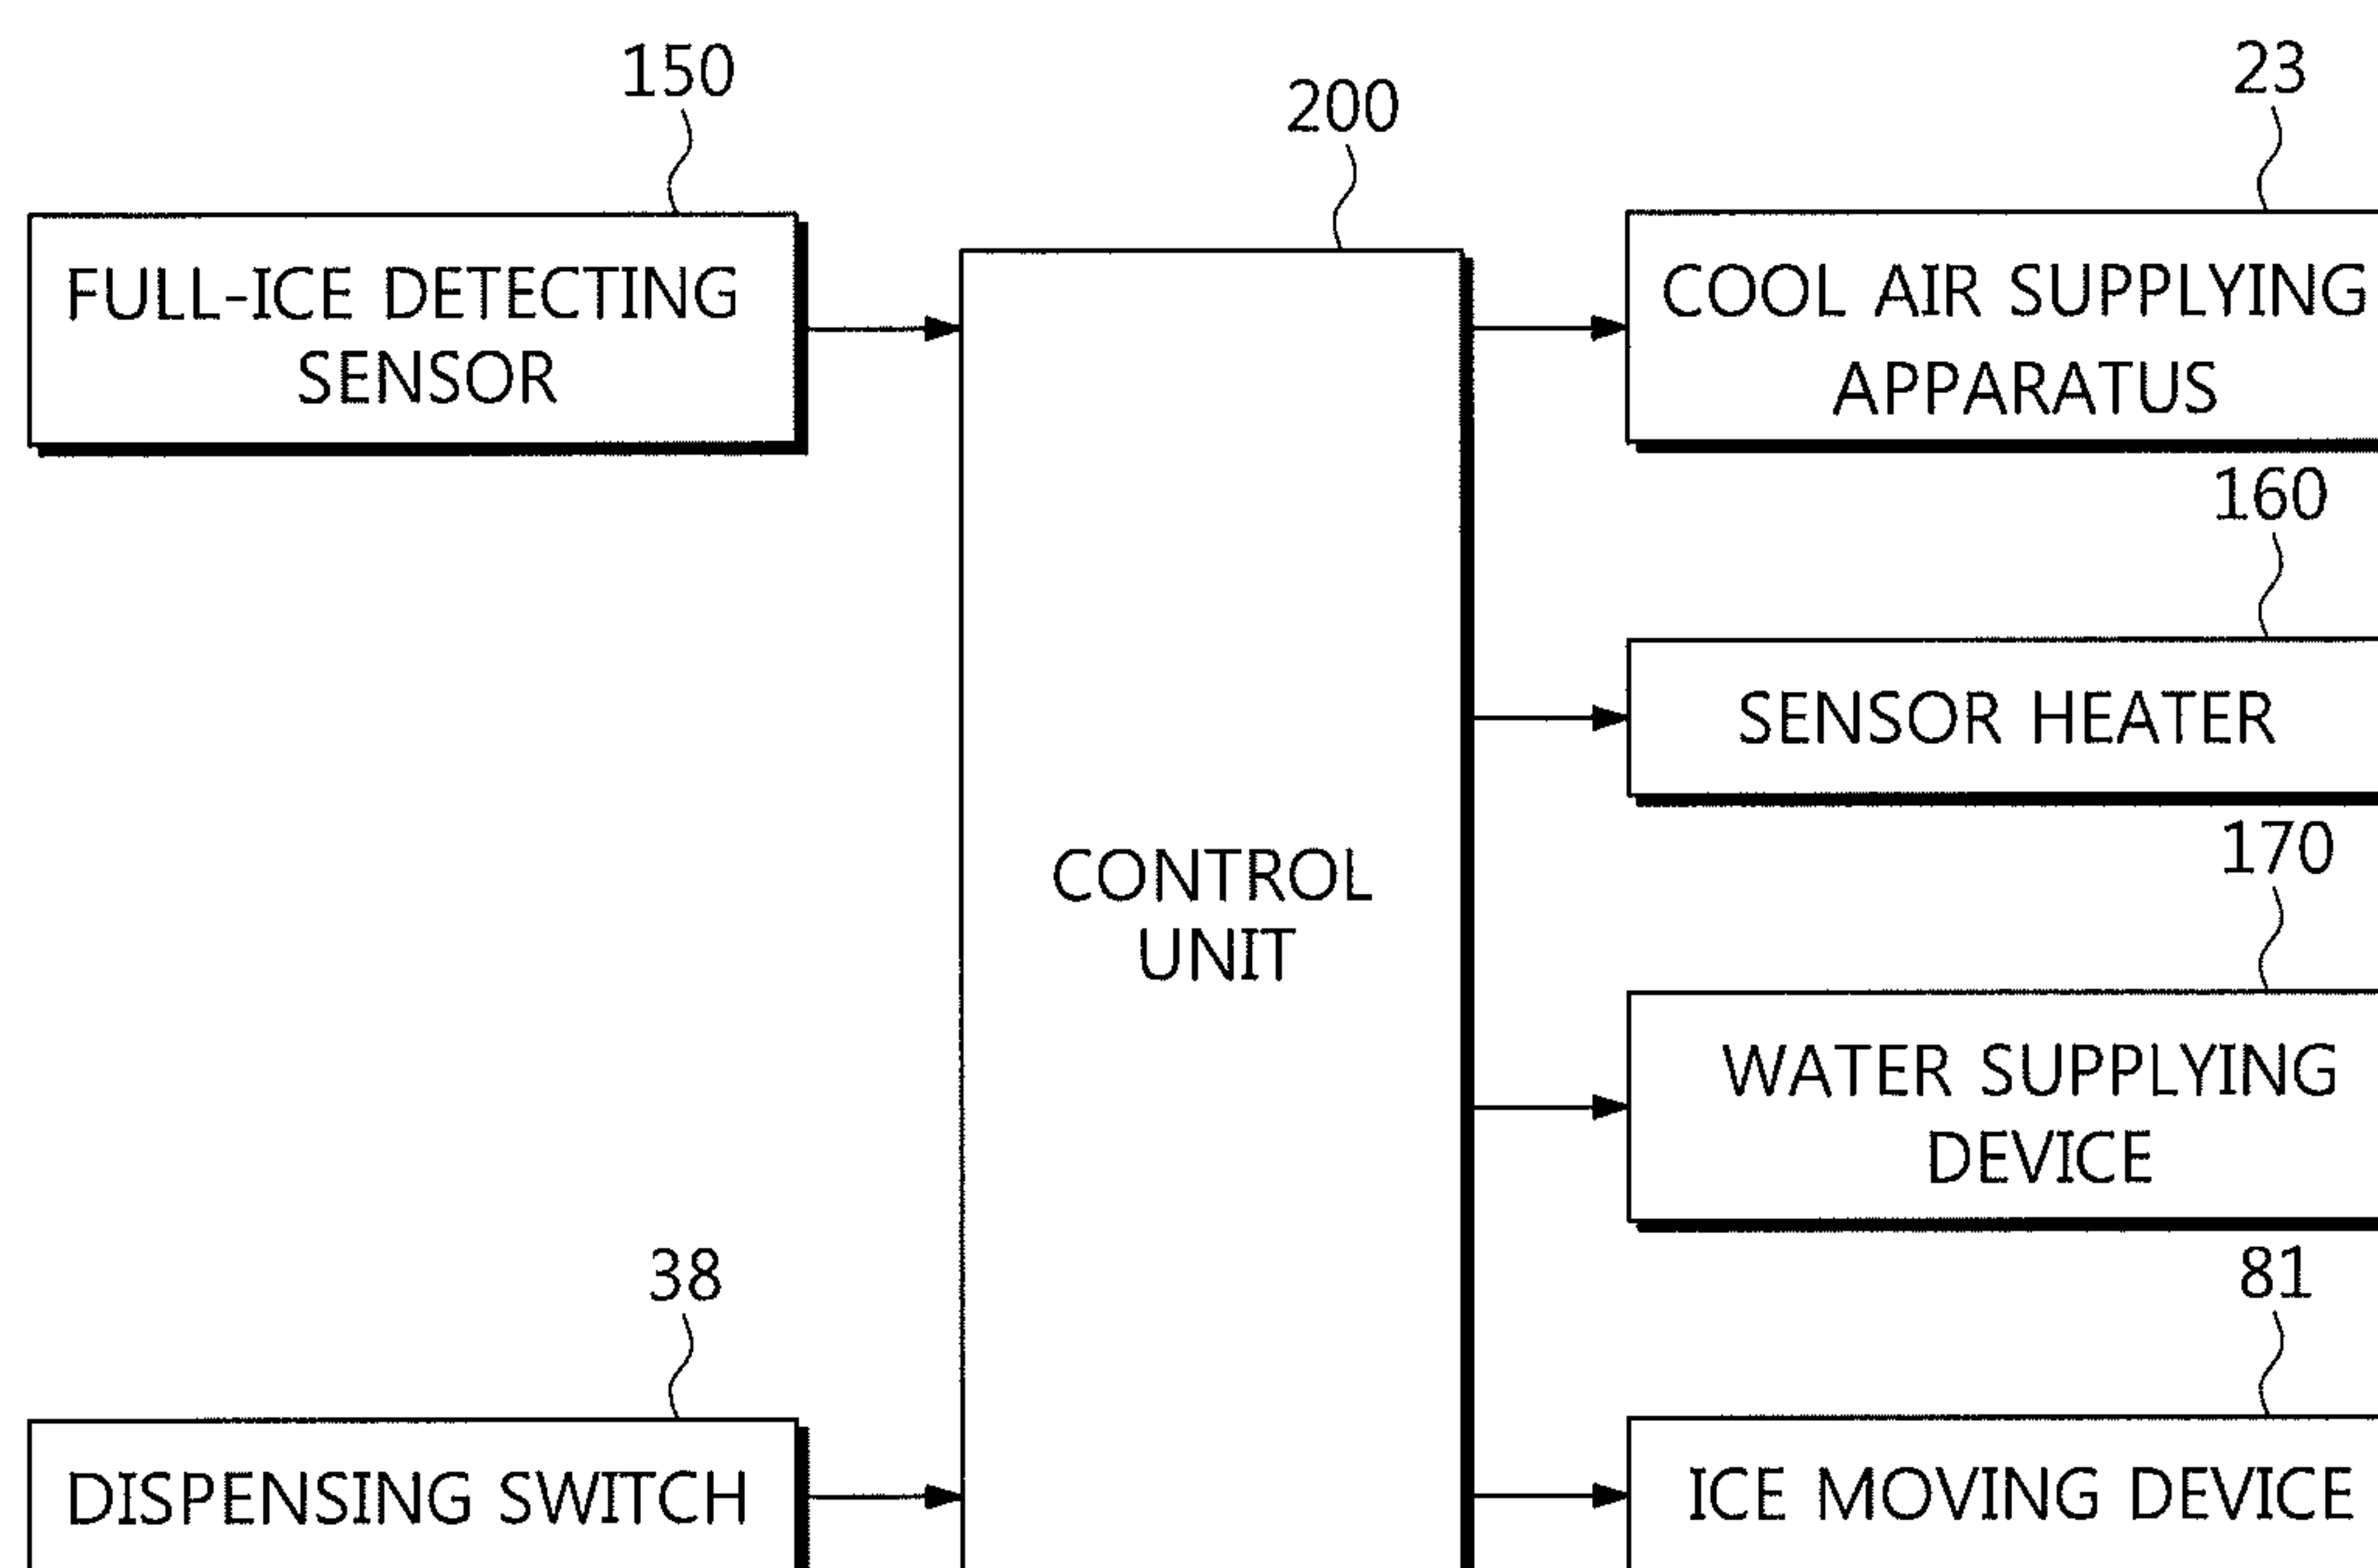 150
FULL-ICE DETECTING
SENSOR
38
DISPENSING SWITCH
200
CONTROL
UNIT
23
COOL AIR SUPPLYING
APPARATUS
160
SENSOR HEATER
170
WATER SUPPLYING
DEVICE
81
ICE MOVING DEVICE